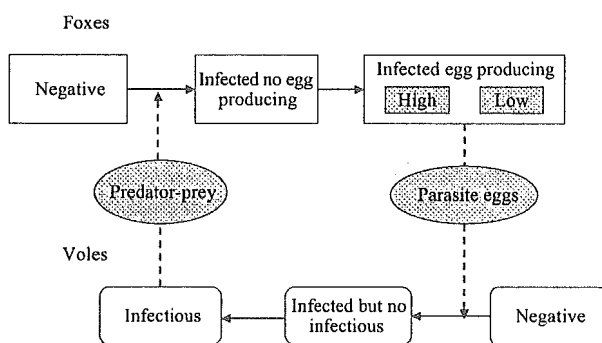 Foxes
Negative
Infected no egg
producing
Infected egg producing
High
Low
Predator-prey
Parasite eggs
Voles
Infectious
Infected but no
infectious
Negative